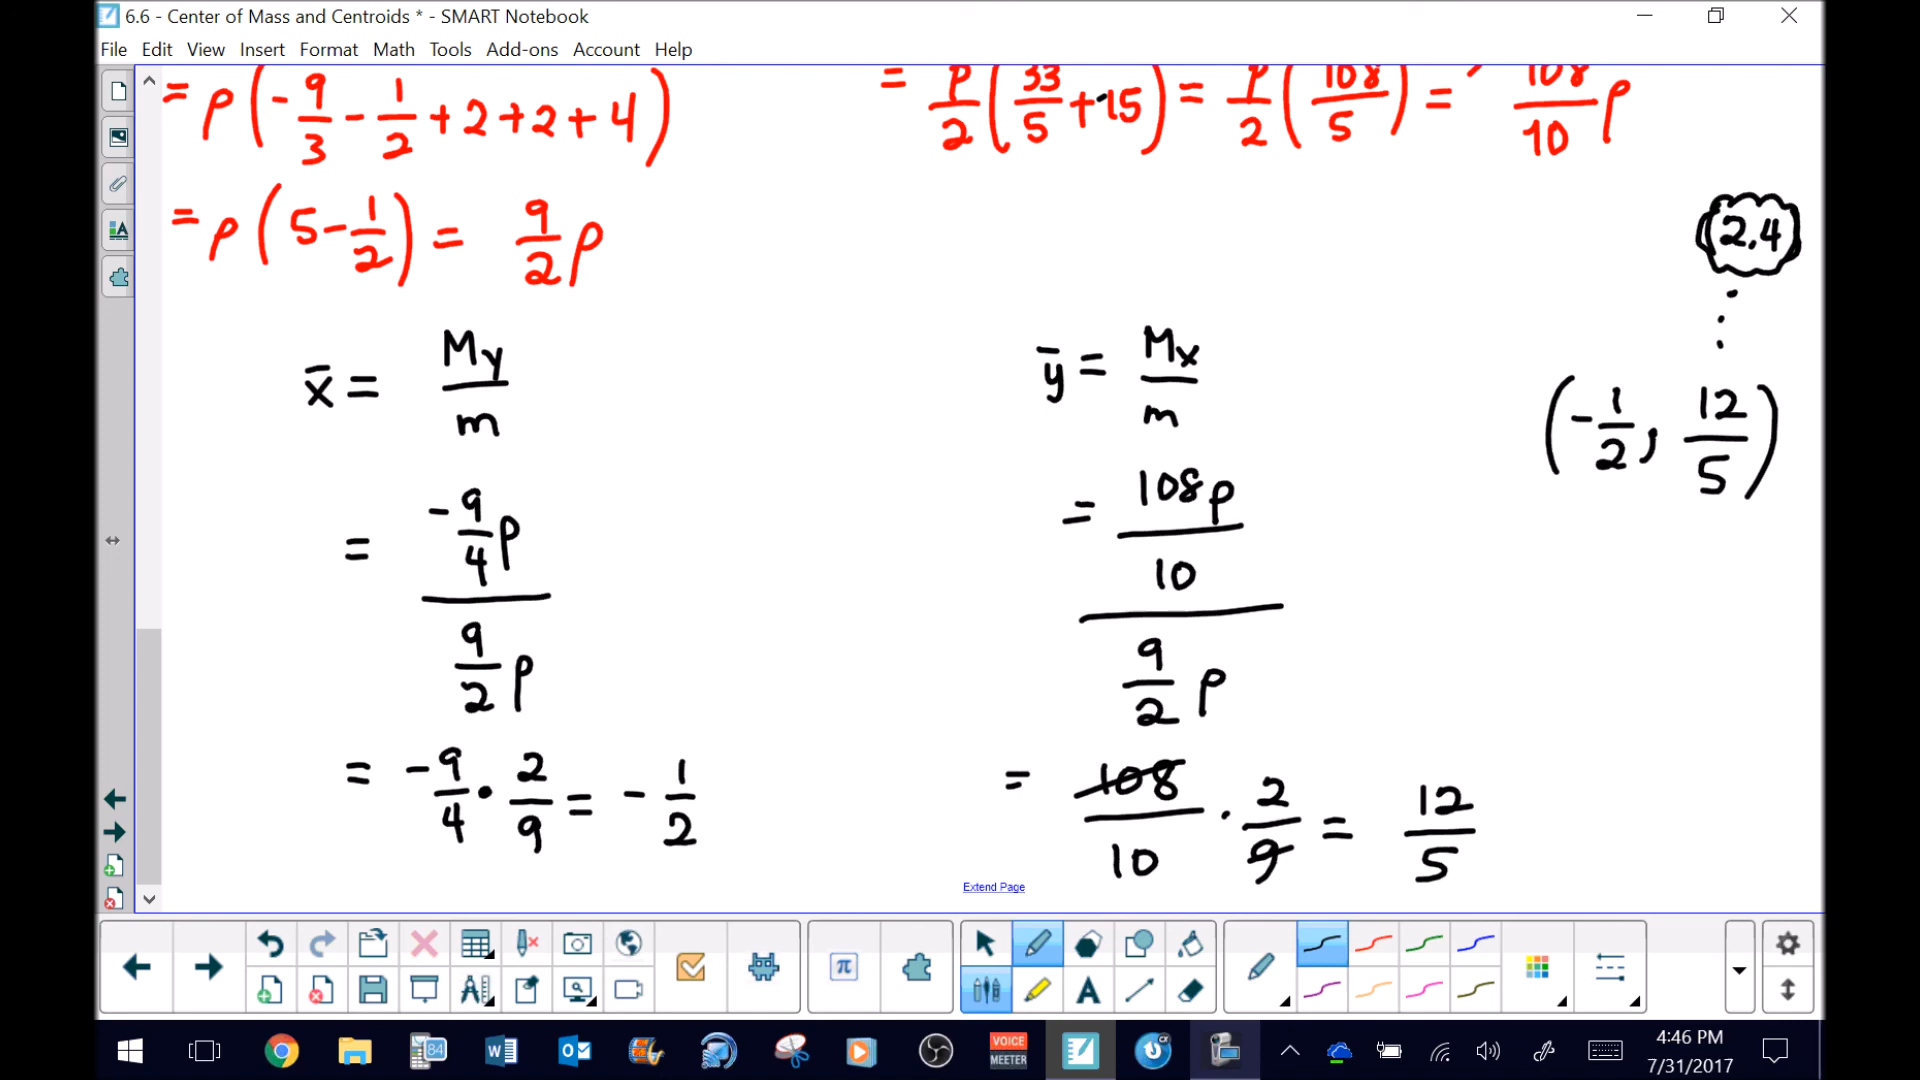 6.6 - Center of Mass and Centroids * - SMART Notebook
File Edit View Insert Format Math Tools Add-ons Account Help
= ρ(-9/3 - 1/2 + 2 + 2 + 4)
= ρ(5 - 1/2) = 9/2 ρ
= ρ/2 (33/5 + 15) = ρ/2 (108/5) = 108/10 ρ
x̄ = My/m
= -9/4 ρ / 9/2 ρ
= -9/4 · 2/9 = -1/2
ȳ = Mx/m
= 108ρ/10 / 9/2 ρ
= 108/10 · 2/9 = 12/5
2.4
(-1/2, 12/5)
Extend Page
π
A
84
VOICE
MEETER
4:46 PM
7/31/2017